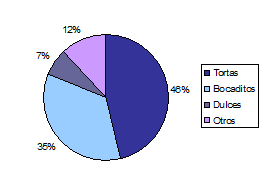 12%
7%
46%
35%
Tortas
Bocaditos
Dulces
Otros